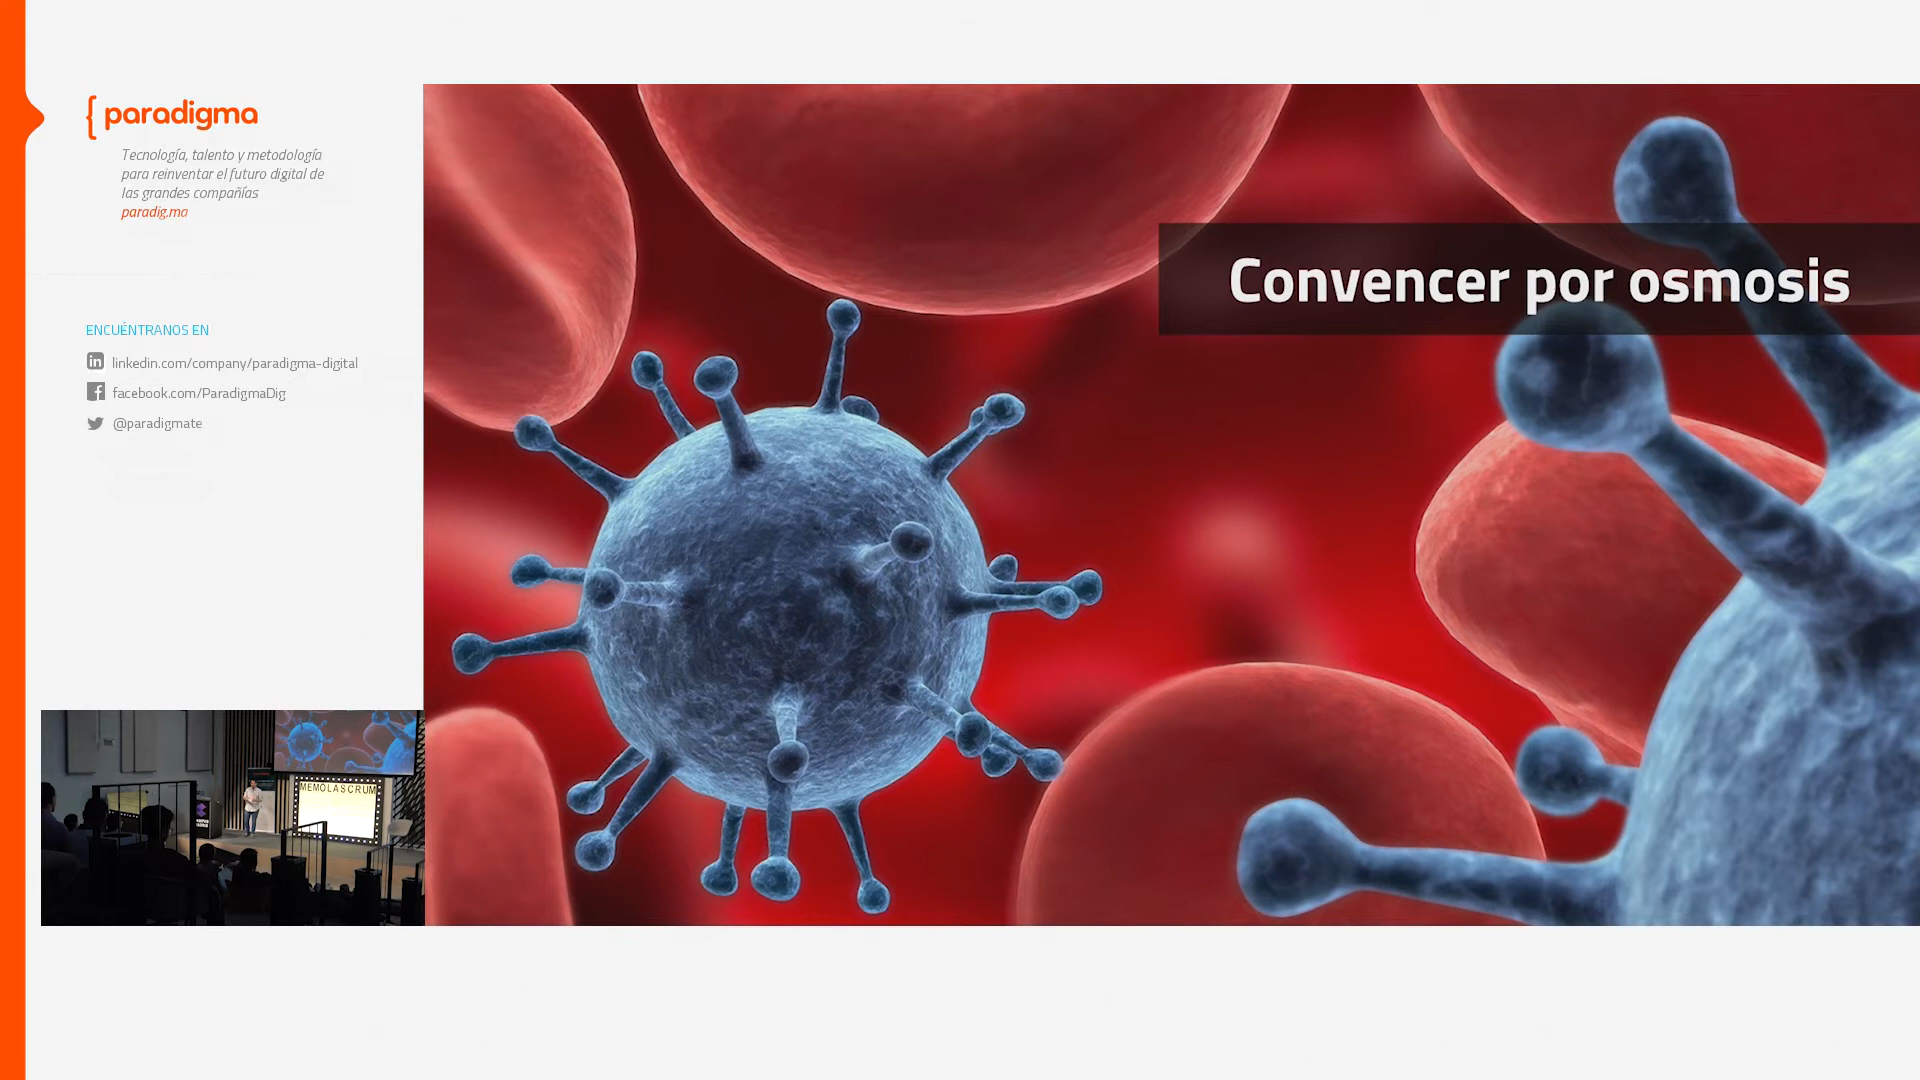 { paradigma
Tecnología, talento y metodología
para reinventar el futuro digital de
las grandes compañías
paradig.ma
ENCUÉNTRANOS EN
in linkedin.com/company/paradigma-digital
f facebook.com/ParadigmaDig
@paradigmate
Convencer por osmosis
MEMOLASCRUM